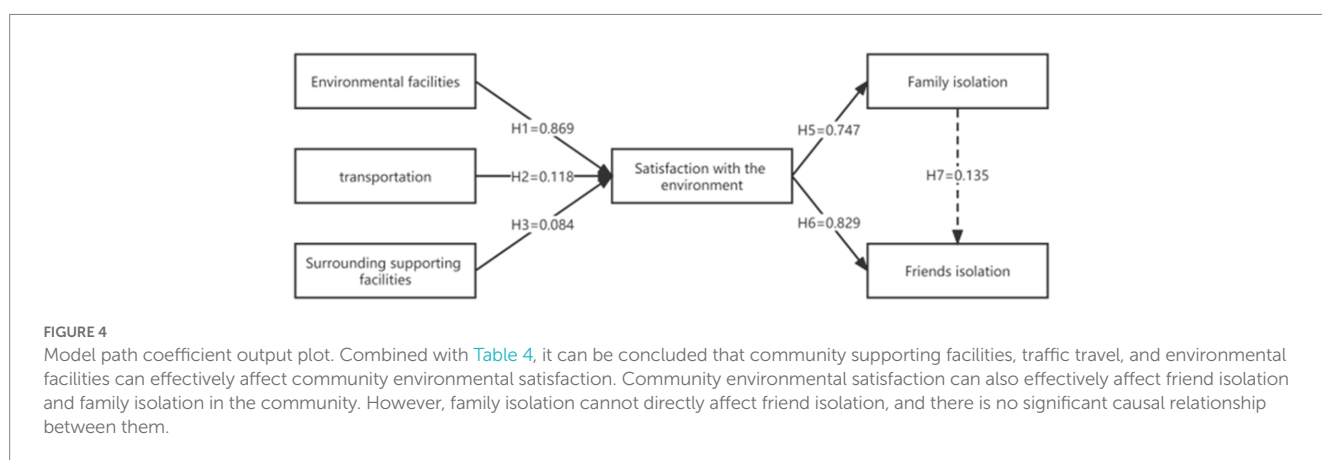 Environmental facilities
Family isolation
H1=0.869
H5=0.747
transportation
H2=0.118
Satisfaction with the
environment
H7=0.135
H3=0.084
H6=0.829
Surrounding supporting
facilities
Friends isolation
FIGURE 4
Model path coefficient output plot. Combined with Table 4, it can be concluded that community supporting facilities, traffic travel, and environmental
facilities can effectively affect community environmental satisfaction. Community environmental satisfaction can also effectively affect friend isolation
and family isolation in the community. However, family isolation cannot directly affect friend isolation, and there is no significant causal relationship
between them.